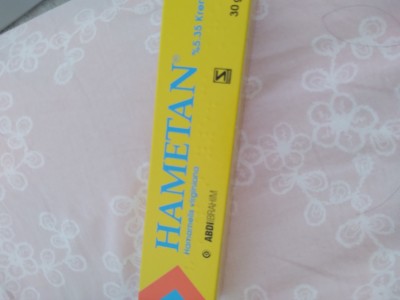 HAMETAN®
%5.35 Krem
Hamamelis virginiana
30 g
ABDİ İBRAHİM